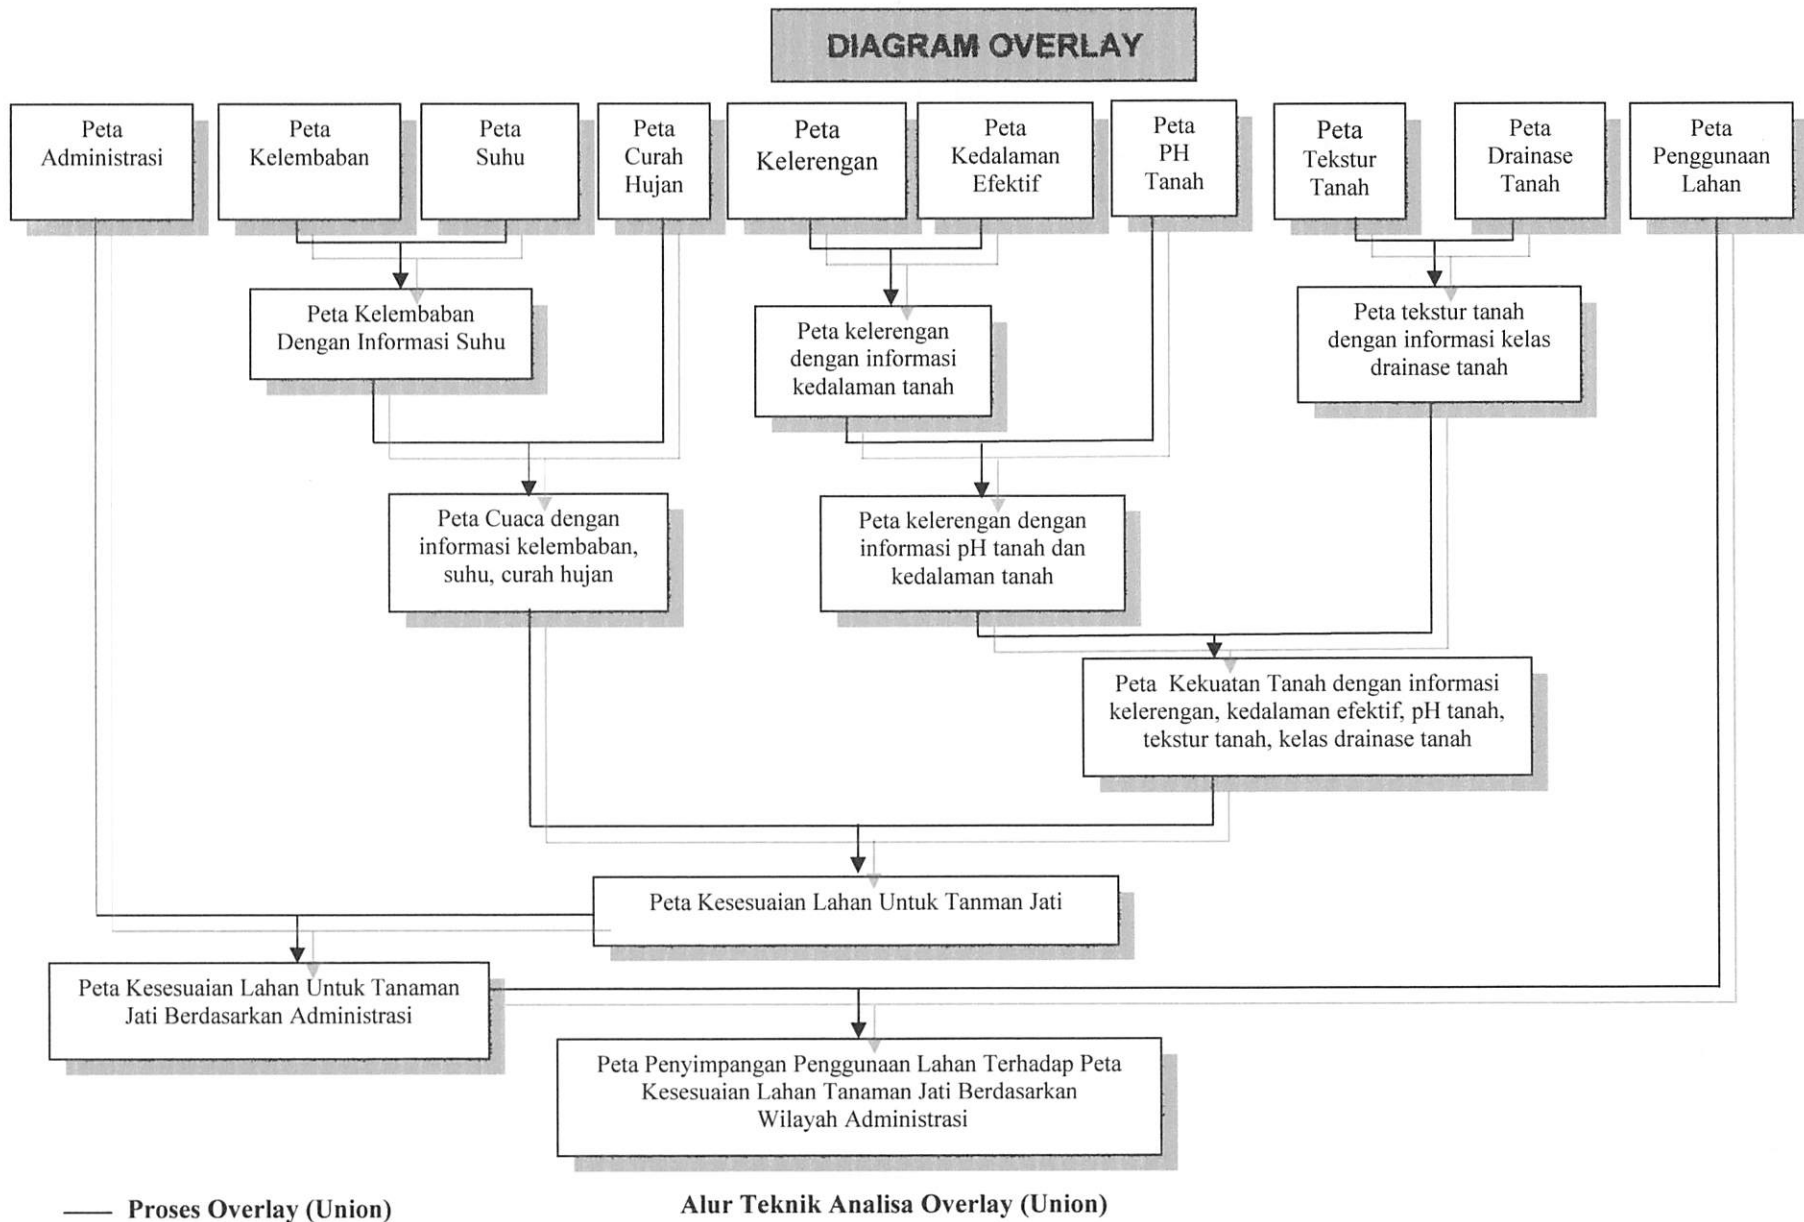 DIAGRAM OVERLAY
Peta
Administrasi
Peta
Kelembaban
Peta
Suhu
Peta
Curah
Hujan
Peta
Kelerengan
Peta
Kedalaman
Efektif
Peta
PH
Tanah
Peta
Tekstur
Tanah
Peta
Drainase
Tanah
Peta
Penggunaan
Lahan
Peta Kelembaban
Dengan Informasi Suhu
Peta kelerengan
dengan informasi
kedalaman tanah
Peta tekstur tanah
dengan informasi kelas
drainase tanah
Peta Cuaca dengan
informasi kelembaban,
suhu, curah hujan
Peta kelerengan dengan
informasi pH tanah dan
kedalaman tanah
Peta Kekuatan Tanah dengan informasi
kelerengan, kedalaman efektif, pH tanah,
tekstur tanah, kelas drainase tanah
Peta Kesesuaian Lahan Untuk Tanman Jati
Peta Kesesuaian Lahan Untuk Tanaman
Jati Berdasarkan Administrasi
Peta Penyimpangan Penggunaan Lahan Terhadap Peta
Kesesuaian Lahan Tanaman Jati Berdasarkan
Wilayah Administrasi
Proses Overlay (Union)
Alur Teknik Analisa Overlay (Union)